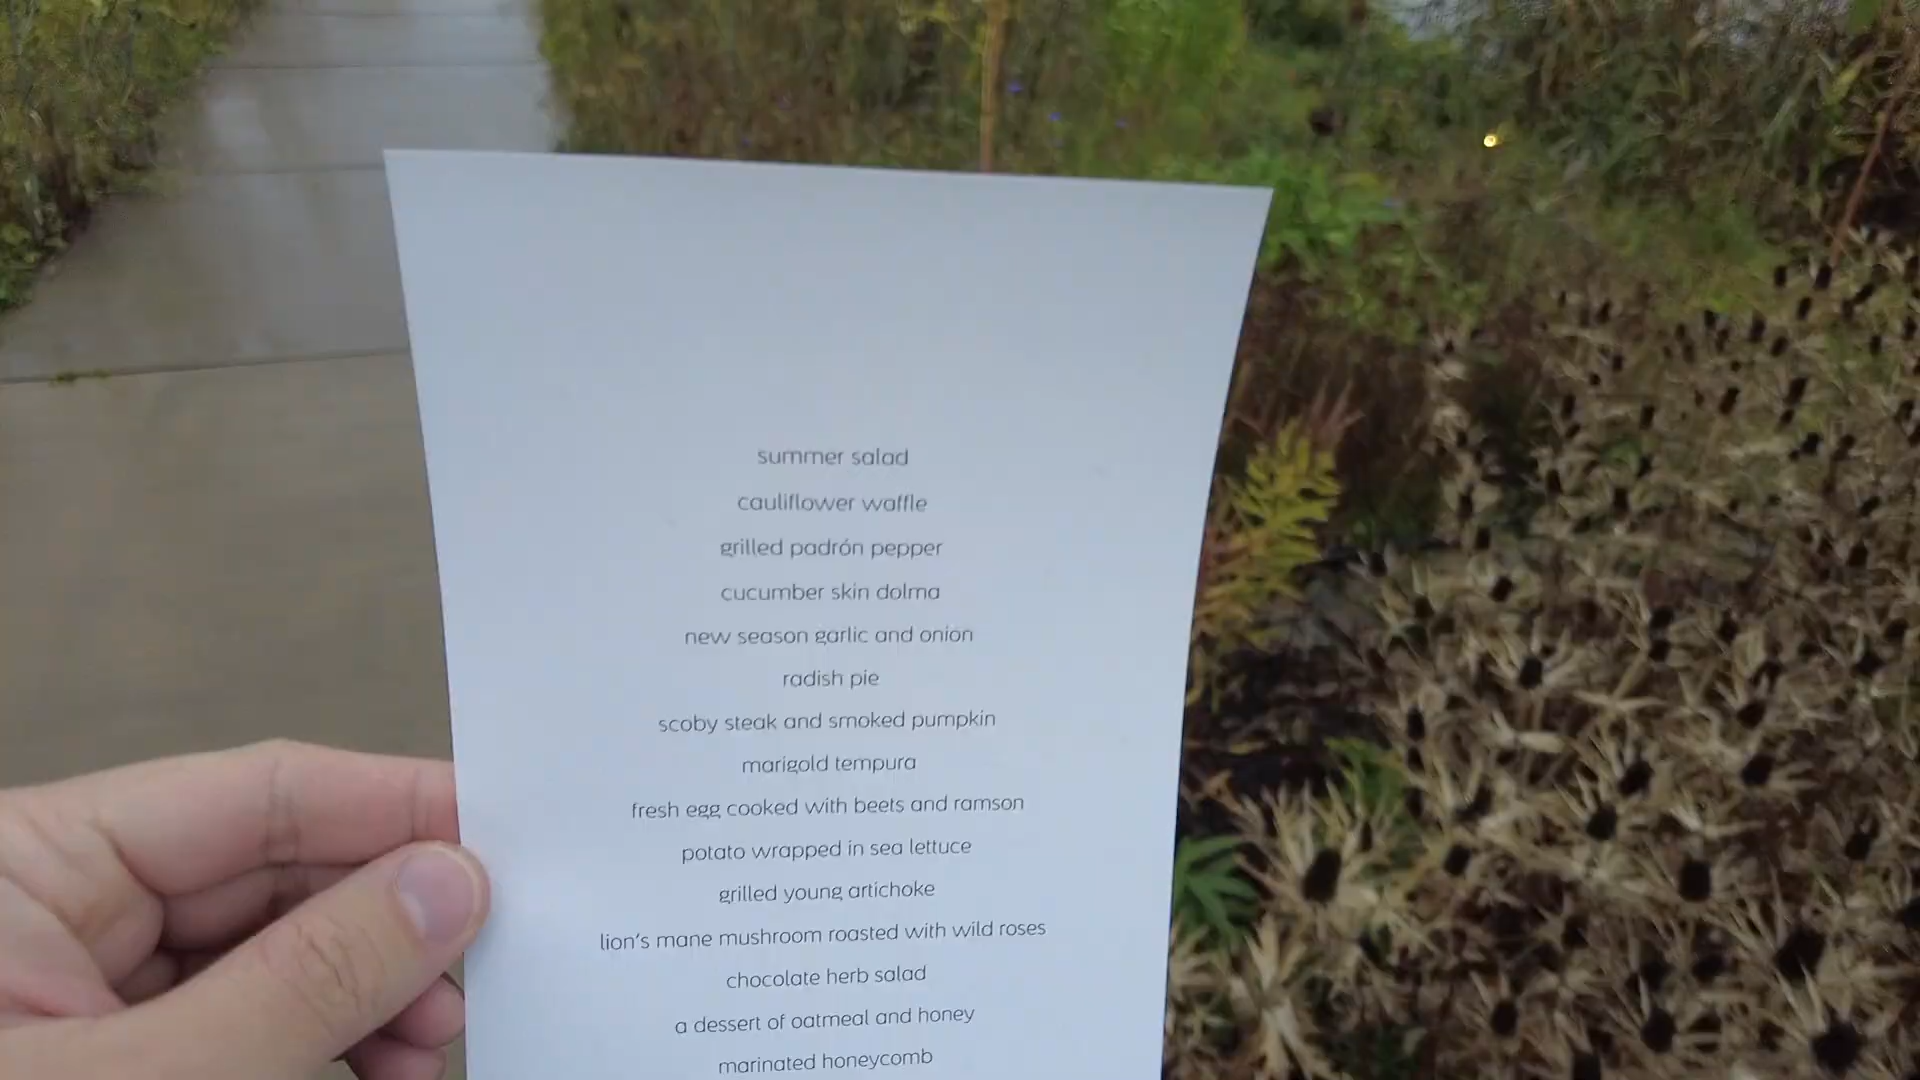 summer salad
cauliflower waffle
grilled padrón pepper
cucumber skin dolma
new season garlic and onion
radish pie
scoby steak and smoked pumpkin
marigold tempura
fresh egg cooked with beets and ramson
potato wrapped in sea lettuce
grilled young artichoke
lion's mane mushroom roasted with wild roses
chocolate herb salad
a dessert of oatmeal and honey
marinated honeycomb